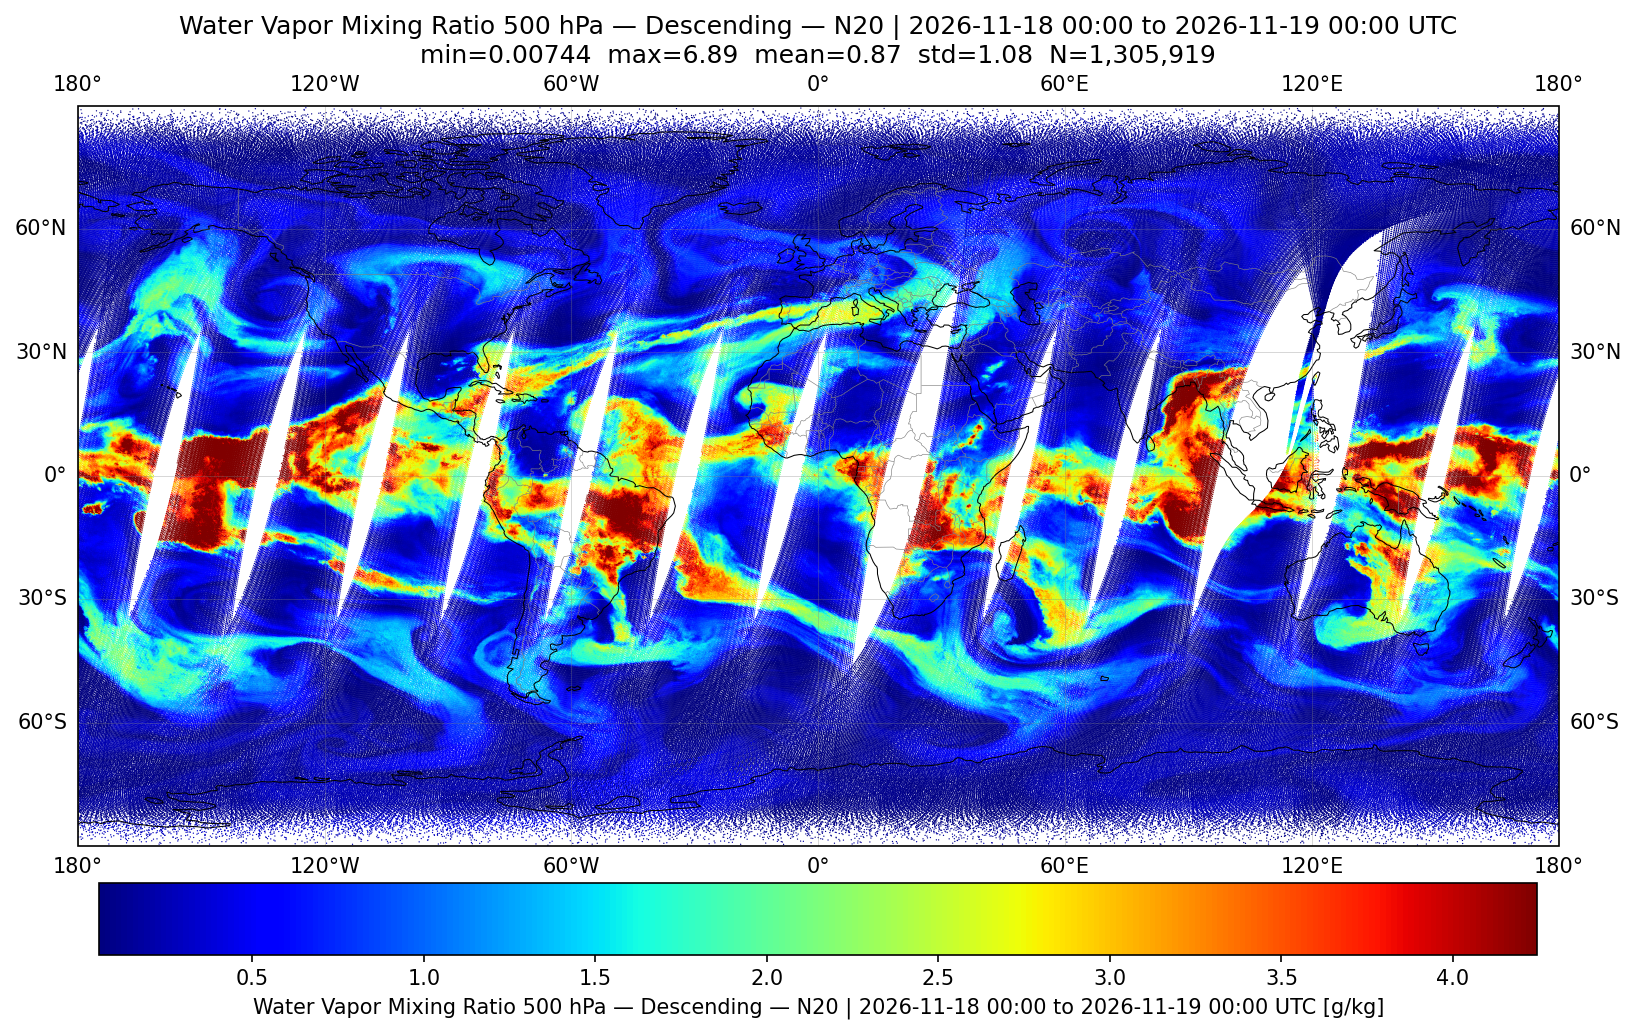 Water Vapor Mixing Ratio 500 hPa — Descending — N20 | 2026-11-18 00:00 to 2026-11-19 00:00 UTC
min=0.00744  max=6.89  mean=0.87  std=1.08  N=1,305,919
180° 120°W 60°W 0° 60°E 120°E 180°
60°N 60°N
30°N 30°N
0° 0°
30°S 30°S
60°S 60°S
180° 120°W 60°W 0° 60°E 120°E 180°
0.5 1.0 1.5 2.0 2.5 3.0 3.5 4.0
Water Vapor Mixing Ratio 500 hPa — Descending — N20 | 2026-11-18 00:00 to 2026-11-19 00:00 UTC [g/kg]